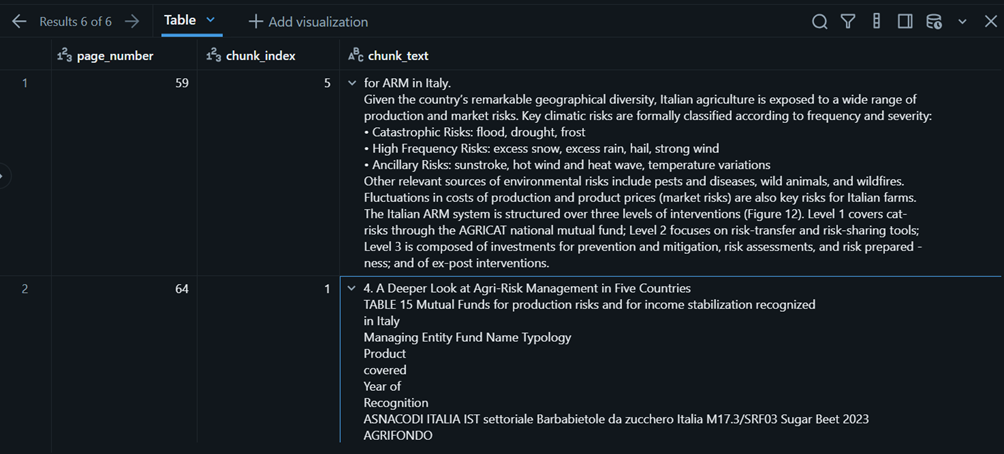 Results 6 of 6
Table
Add visualization
1 2 3 page_number
1 2 3 chunk_index
A B C chunk_text
1
59
5
for ARM in Italy.
Given the country’s remarkable geographical diversity, Italian agriculture is exposed to a wide range of
production and market risks. Key climatic risks are formally classified according to frequency and severity:
• Catastrophic Risks: flood, drought, frost
• High Frequency Risks: excess snow, excess rain, hail, strong wind
• Ancillary Risks: sunstroke, hot wind and heat wave, temperature variations
Other relevant sources of environmental risks include pests and diseases, wild animals, and wildfires.
Fluctuations in costs of production and product prices (market risks) are also key risks for Italian farms.
The Italian ARM system is structured over three levels of interventions (Figure 12). Level 1 covers cat-
risks through the AGRICAT national mutual fund; Level 2 focuses on risk-transfer and risk-sharing tools;
Level 3 is composed of investments for prevention and mitigation, risk assessments, and risk prepared -
ness; and of ex-post interventions.
2
64
1
4. A Deeper Look at Agri-Risk Management in Five Countries
TABLE 15 Mutual Funds for production risks and for income stabilization recognized
in Italy
Managing Entity Fund Name Typology
Product
covered
Year of
Recognition
ASNACODI ITALIA IST settoriale Barbabietole da zucchero Italia M17.3/SRF03 Sugar Beet 2023
AGRIFONDO